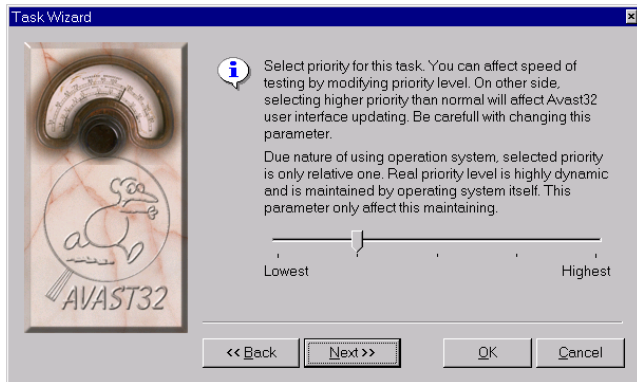 Task Wizard
Select priority for this task. You can affect speed of
testing by modifying priority level. On other side,
selecting higher priority than normal will affect Avast32
user interface updating. Be carefull with changing this
parameter.
Due nature of using operation system, selected priority
is only relative one. Real priority level is highly dynamic
and is maintained by operating system itself. This
parameter only affect this maintaining.
Lowest Highest
AVAST32
<< Back Next >> OK Cancel